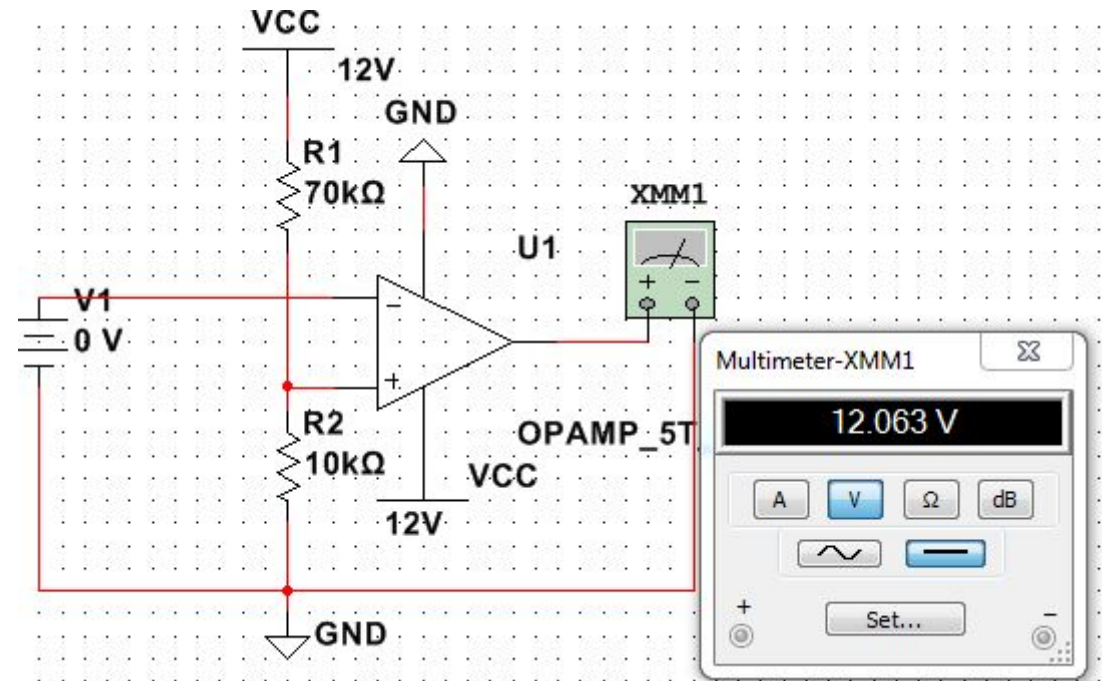 VCC
12V
GND
R1
70kΩ
XMM1
U1
+ −
V1
0 V
−
+
Multimeter-XMM1
12.063 V
A V Ω dB
R2
10kΩ
OPAMP_5T
VCC
12V
+ −
Set...
GND